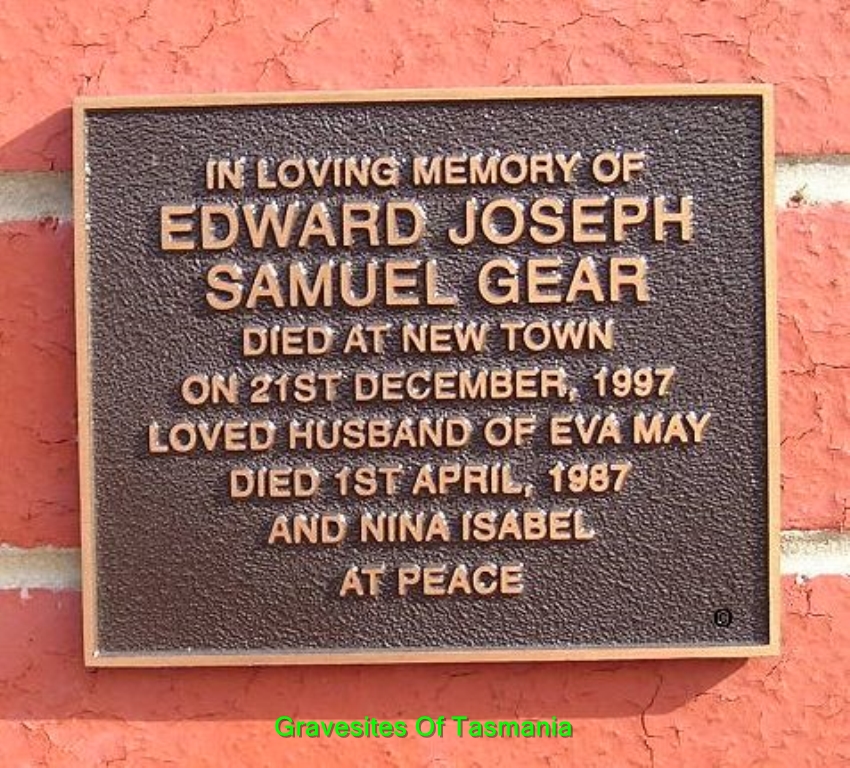 IN LOVING MEMORY OF
EDWARD JOSEPH
SAMUEL GEAR
DIED AT NEW TOWN
ON 21ST DECEMBER, 1997
LOVED HUSBAND OF EVA MAY
DIED 1ST APRIL, 1987
AND NINA ISABEL
AT PEACE
©
Gravesites Of Tasmania